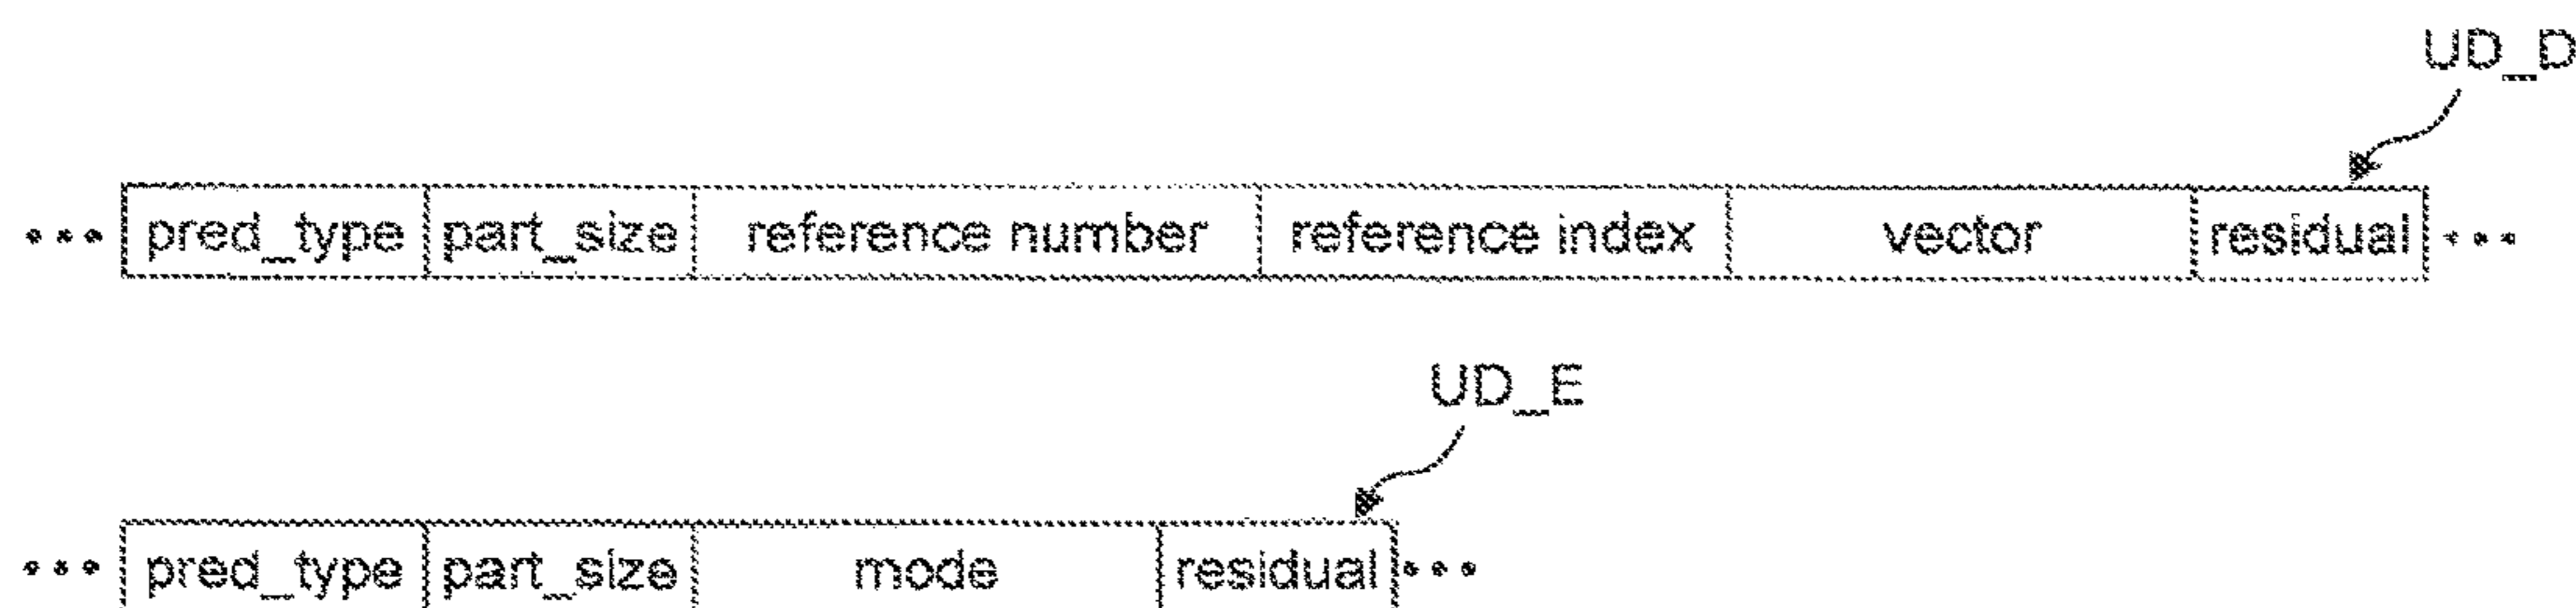 UD_D
... pred_type part_size reference number reference index vector residual ...
UD_E
... pred_type part_size mode residual ...